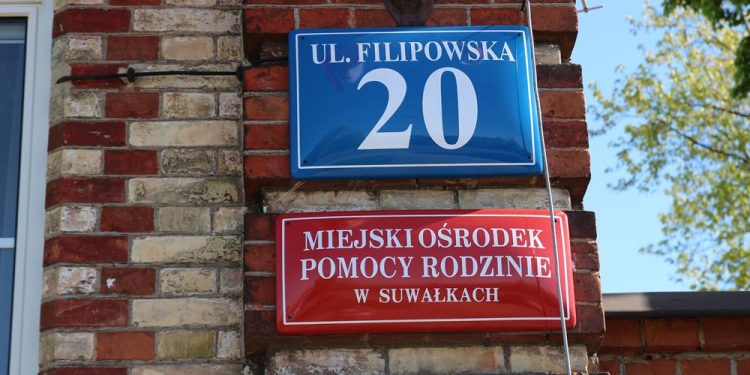 UL. FILIPOWSKA
20
MIEJSKI OŚRODEK
POMOCY RODZINIE
W SUWAŁKACH